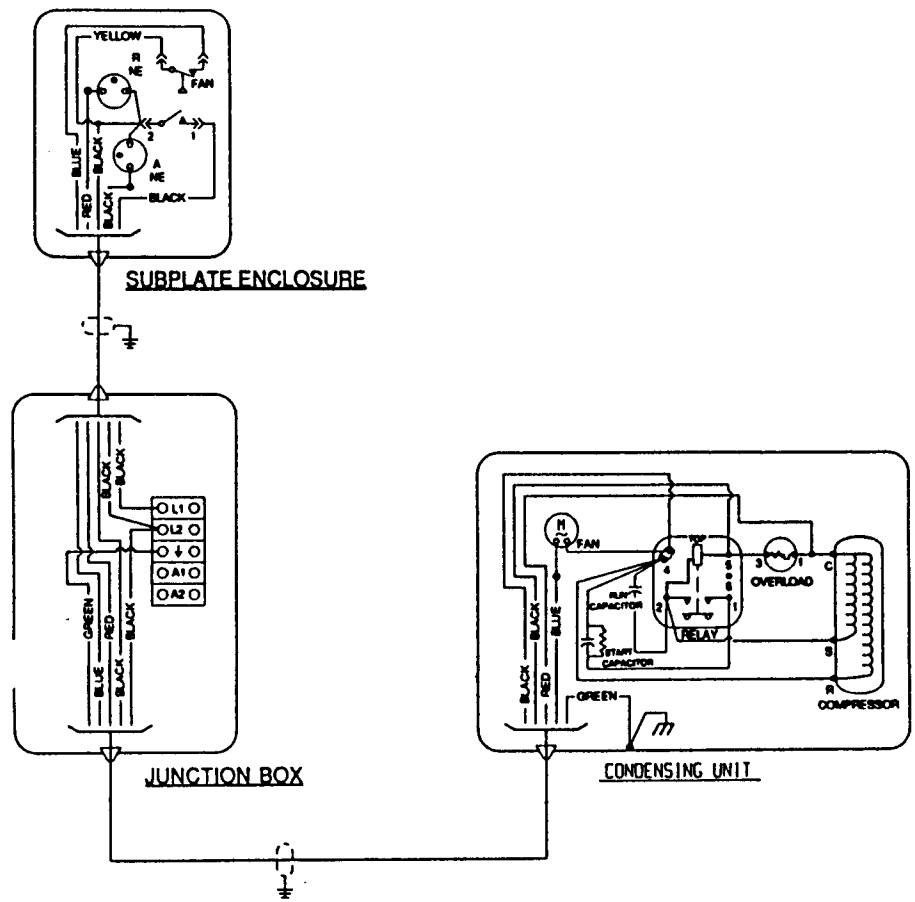 YELLOW
R
NE
FAN
2
1
BLUE
RED
BLACK
BLACK
A
NE
BLACK
SUBPLATE ENCLOSURE
BLACK
BLACK
L1
L2
A1
A2
GREEN
BLUE
RED
BLACK
BLACK
JUNCTION BOX
M
FAN
TOP
4
5
6
3
1
OVERLOAD
C
RUN
CAPACITOR
2
1
RELAY
START
CAPACITOR
S
R
COMPRESSOR
BLACK
BLACK
RED
BLUE
GREEN
CONDENSING UNIT